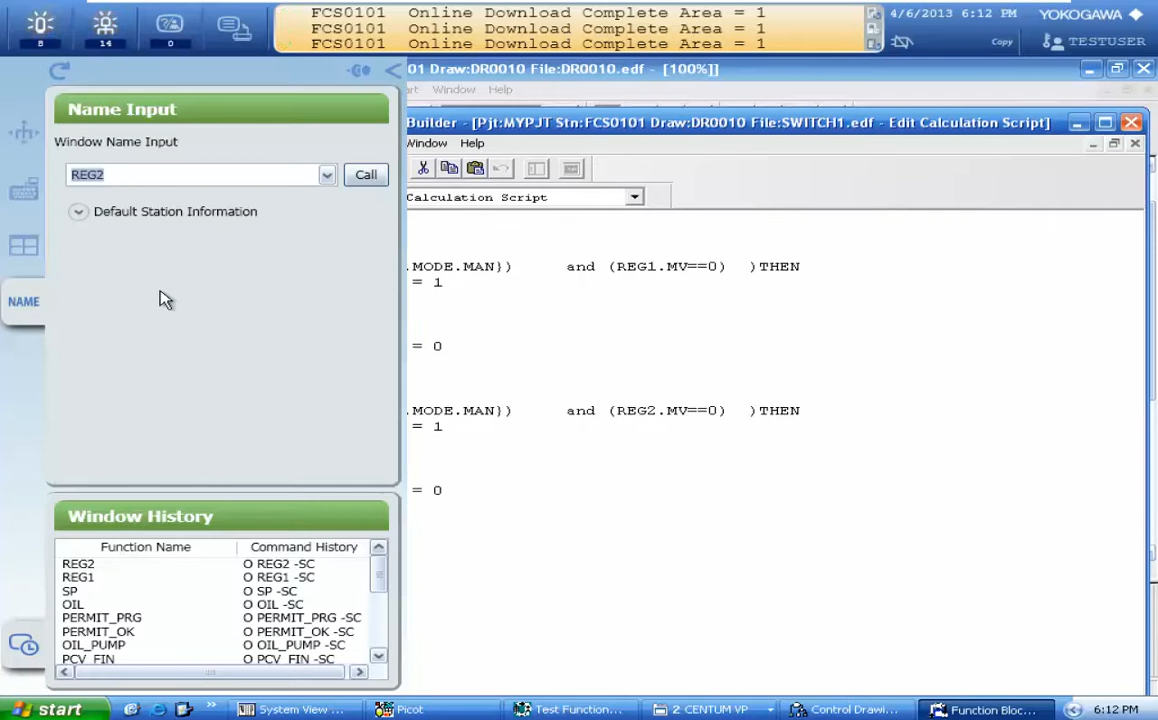 8
14
0
FCS0101 Online Download Complete Area = 1
FCS0101 Online Download Complete Area = 1
FCS0101 Online Download Complete Area = 1
4/6/2013 6:12 PM
YOKOGAWA
Copy
TESTUSER
01 Draw:DR0010 File:DR0010.edf - [100%]]
art Window Help
Name Input
Window Name Input
REG2
Call
Default Station Information
NAME
Builder - [Pjt:MYPJT Stn:FCS0101 Draw:DR0010 File:SWITCH1.edf - Edit Calculation Script]
Window Help
Calculation Script
.MODE.MAN}) and (REG1.MV==0) )THEN
= 1
= 0
.MODE.MAN}) and (REG2.MV==0) )THEN
= 1
= 0
Window History
Function Name Command History
REG2 O REG2 -SC
REG1 O REG1 -SC
SP O SP -SC
OIL O OIL -SC
PERMIT_PRG O PERMIT_PRG -SC
PERMIT_OK O PERMIT_OK -SC
OIL_PUMP O OIL_PUMP -SC
PCV_FIN O PCV_FIN -SC
start
System View ...
Picot
Test Function...
2 CENTUM VP
Control Drawi...
Function Bloc...
6:12 PM